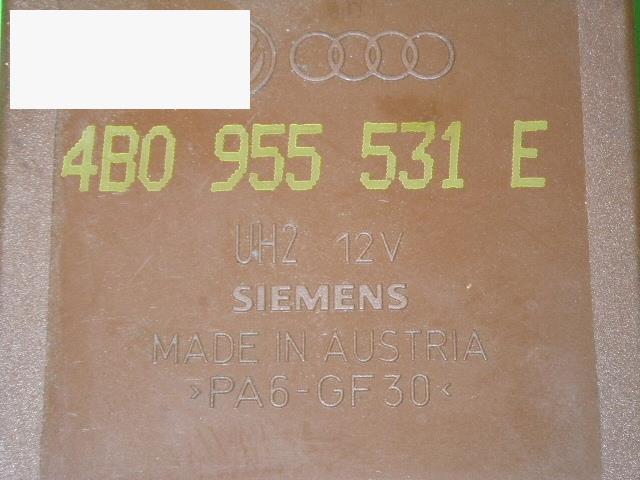 4B0 955 531 E
UH2 12V
SIEMENS
MADE IN AUSTRIA
>PA6-GF30<